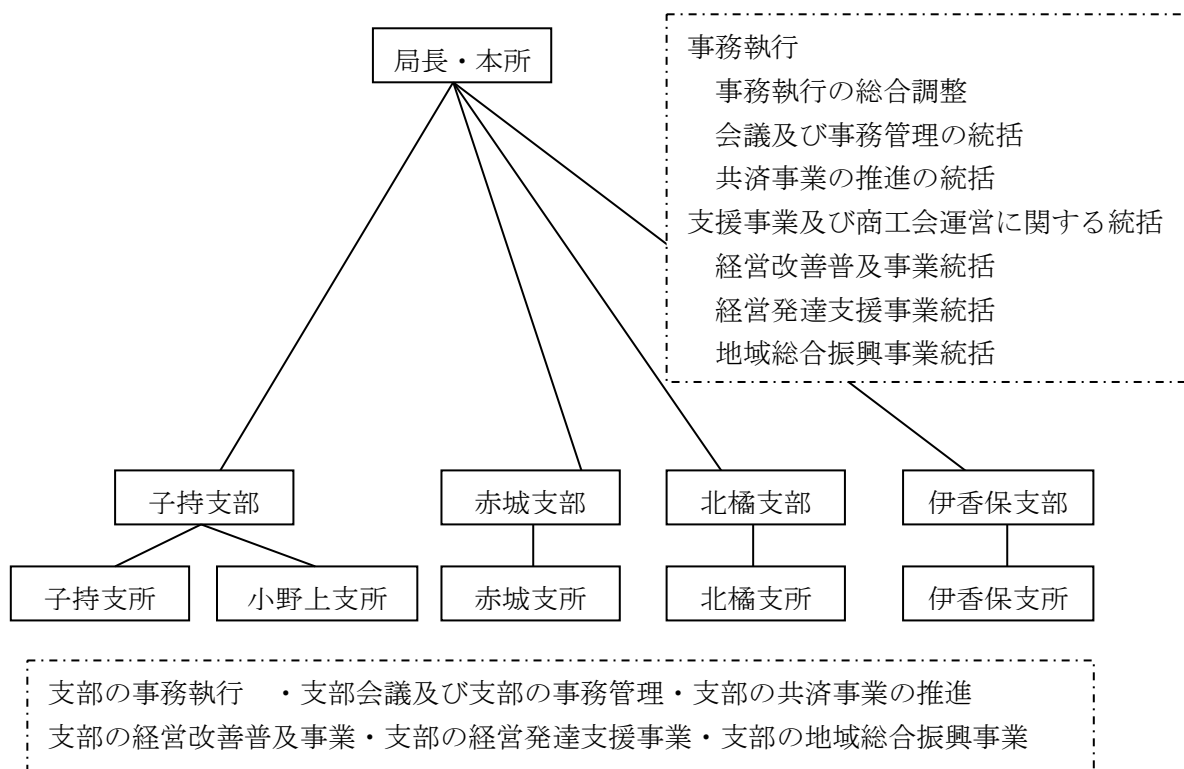 局長・本所
事務執行
事務執行の総合調整
会議及び事務管理の統括
共済事業の推進の統括
支援事業及び商工会運営に関する統括
経営改善普及事業統括
経営発達支援事業統括
地域総合振興事業統括
子持支部
赤城支部
北橘支部
伊香保支部
子持支所
小野上支所
赤城支所
北橘支所
伊香保支所
支部の事務執行　・支部会議及び支部の事務管理・支部の共済事業の推進
支部の経営改善普及事業・支部の経営発達支援事業・支部の地域総合振興事業